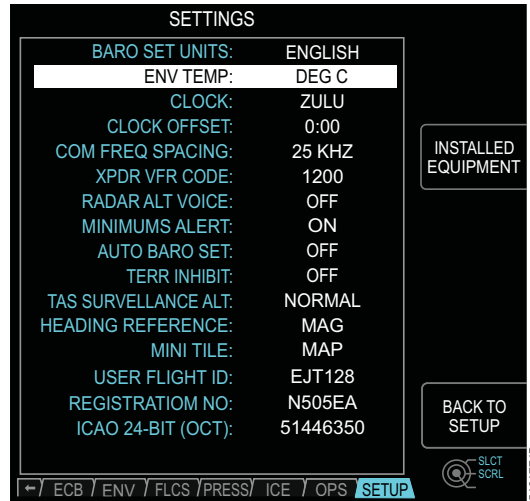 SETTINGS
BARO SET UNITS: ENGLISH
ENV TEMP: DEG C
CLOCK: ZULU
CLOCK OFFSET: 0:00
COM FREQ SPACING: 25 KHZ
XPDR VFR CODE: 1200
RADAR ALT VOICE: OFF
MINIMUMS ALERT: ON
AUTO BARO SET: OFF
TERR INHIBIT: OFF
TAS SURVELLANCE ALT: NORMAL
HEADING REFERENCE: MAG
MINI TILE: MAP
USER FLIGHT ID: EJT128
REGISTRATIOM NO: N505EA
ICAO 24-BIT (OCT): 51446350
INSTALLED
EQUIPMENT
BACK TO
SETUP
SLCT
SCRL
ECB ENV FLCS PRESS ICE OPS SETUP